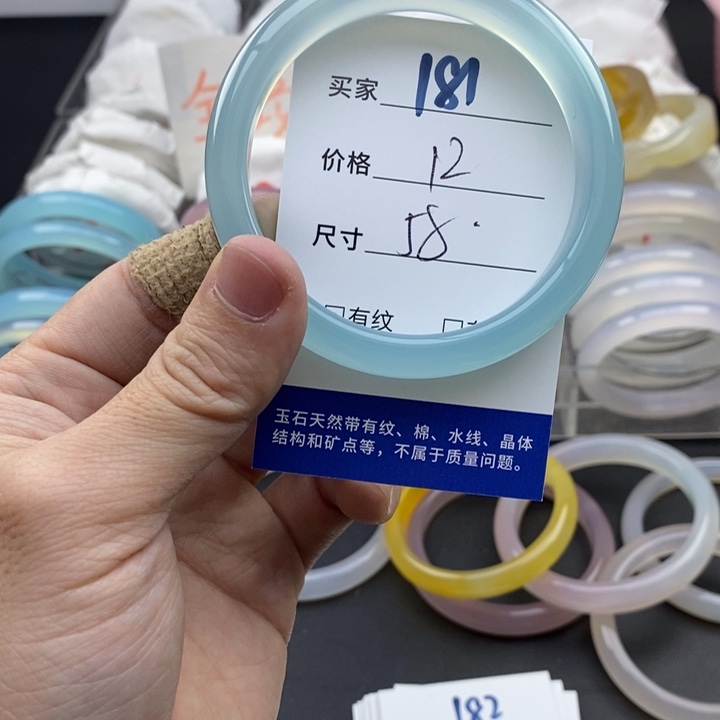 买家 181
价格 12
尺寸 58
□有纹 □
玉石天然带有纹、棉、水线、晶体
结构和矿点等，不属于质量问题。
182